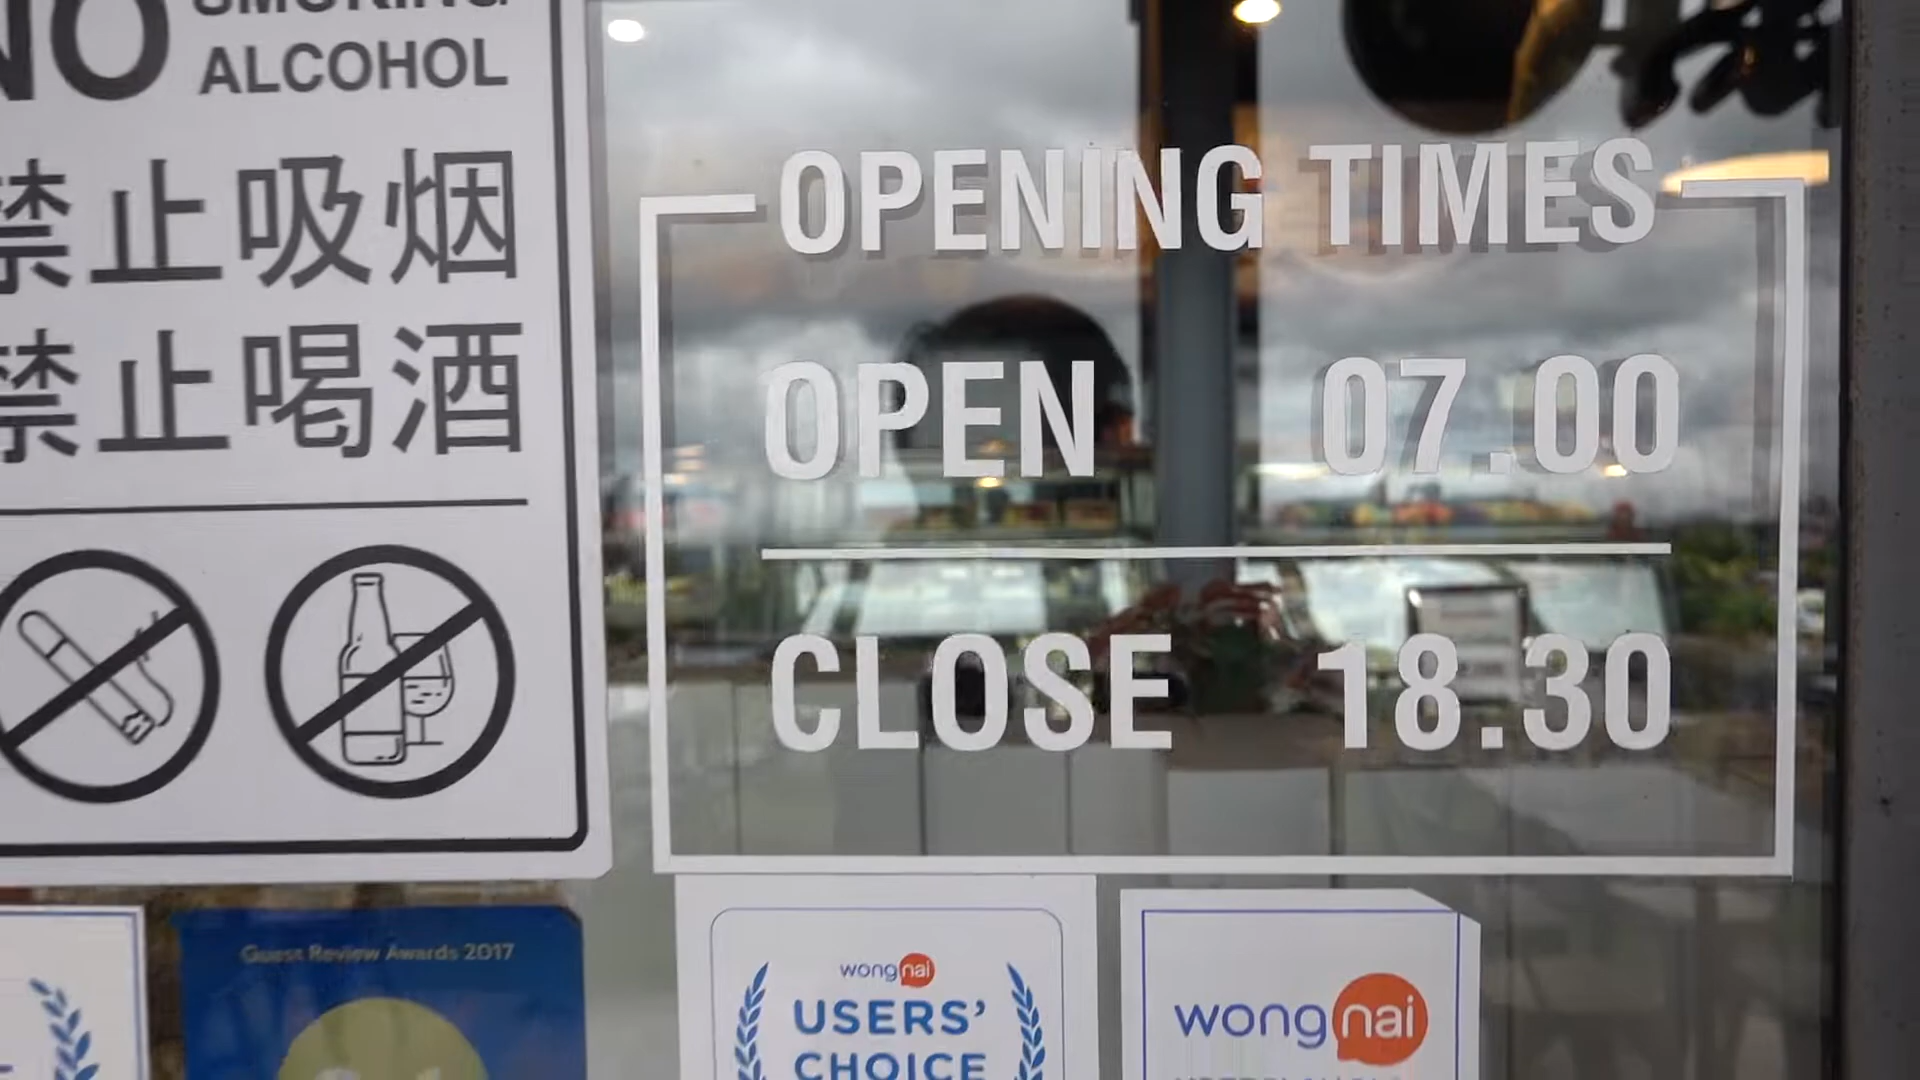 NO SMOKING
ALCOHOL
禁止吸烟
禁止喝酒
OPENING TIMES
OPEN 07.00
CLOSE 18.30
Guest Review Awards 2017
wongnai
USERS'
CHOICE
wongnai